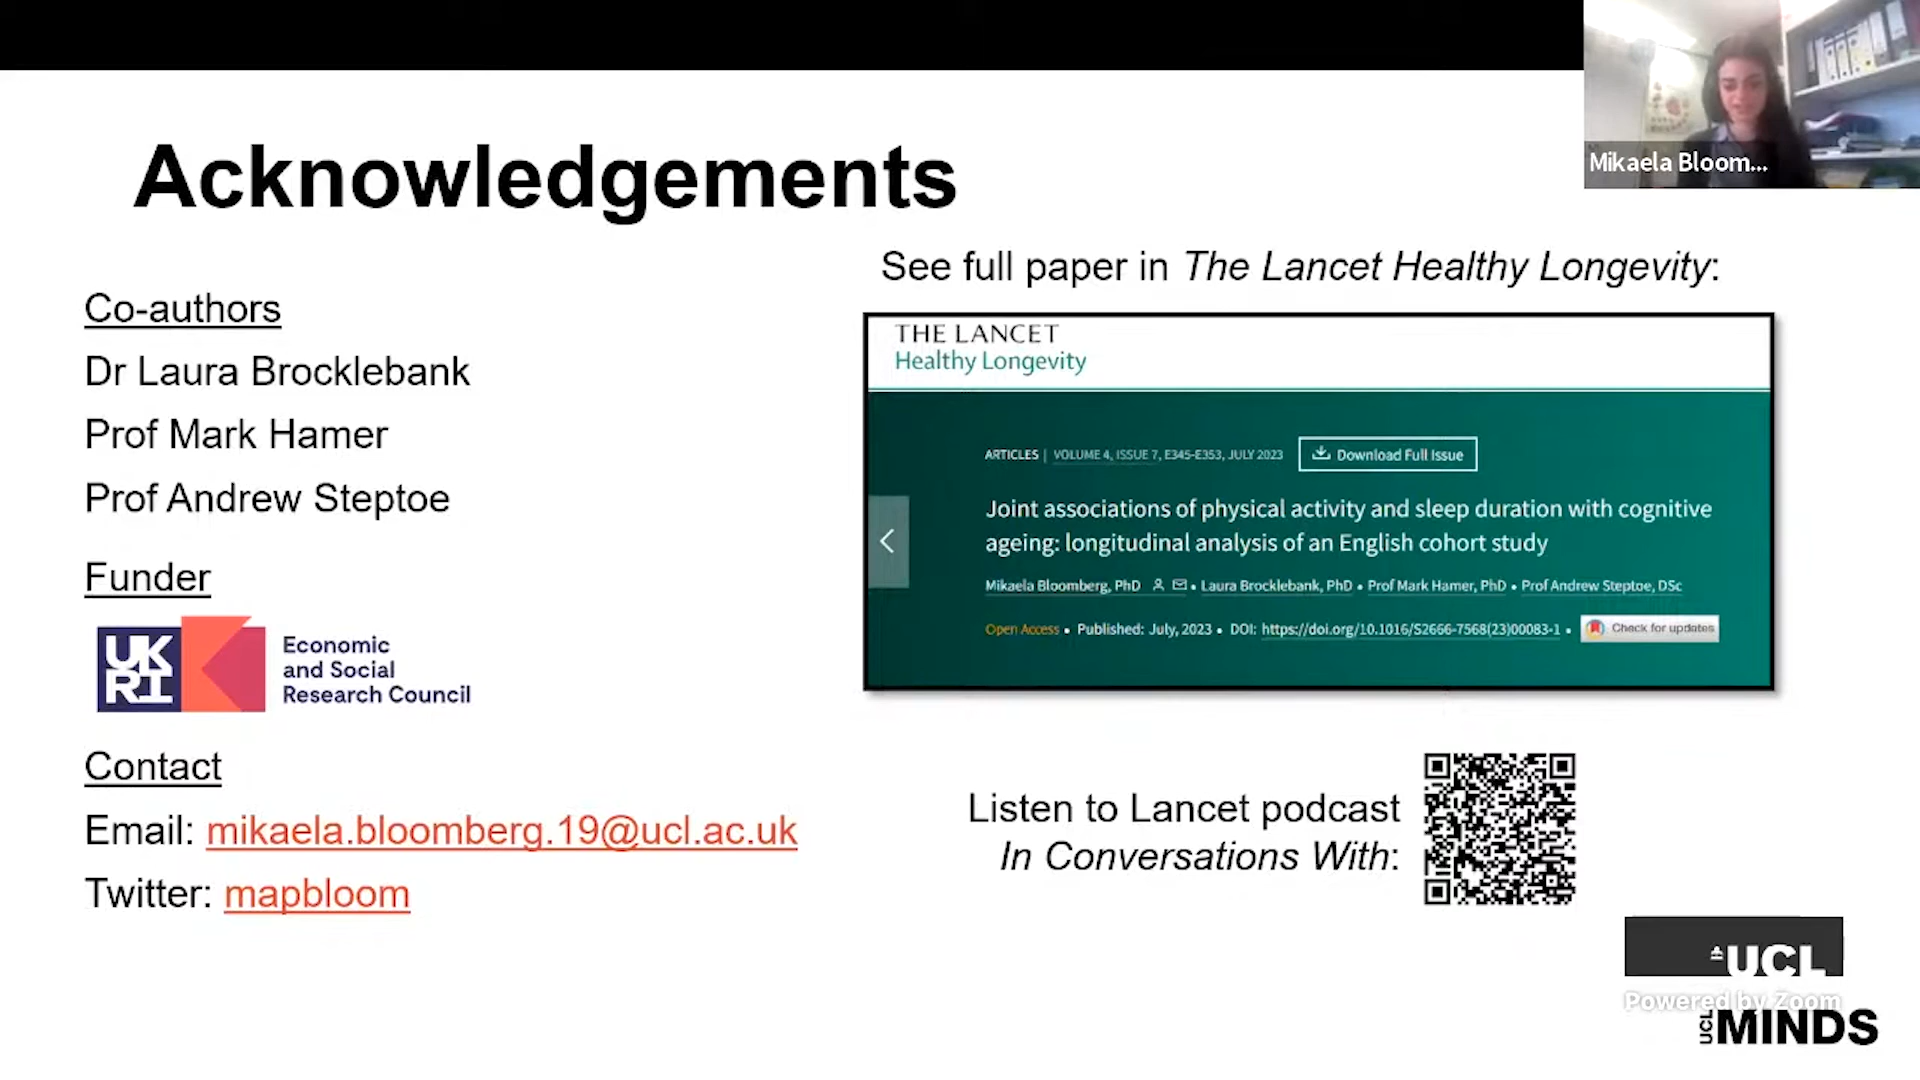 Mikaela Bloom...
Acknowledgements
Co-authors
Dr Laura Brocklebank
Prof Mark Hamer
Prof Andrew Steptoe
Funder
UK
RI
Economic
and Social
Research Council
Contact
Email: mikaela.bloomberg.19@ucl.ac.uk
Twitter: mapbloom
See full paper in The Lancet Healthy Longevity:
THE LANCET
Healthy Longevity
ARTICLES | VOLUME 4, ISSUE 7, E345-E353, JULY 2023
Download Full Issue
Joint associations of physical activity and sleep duration with cognitive
ageing: longitudinal analysis of an English cohort study
Mikaela Bloomberg, PhD • Laura Brocklebank, PhD • Prof Mark Hamer, PhD • Prof Andrew Steptoe, DSc
Open Access • Published: July, 2023 • DOI: https://doi.org/10.1016/S2666-7568(23)00083-1 •
Check for updates
Listen to Lancet podcast
In Conversations With:
UCL
Powered by Zoom
UCL MINDS